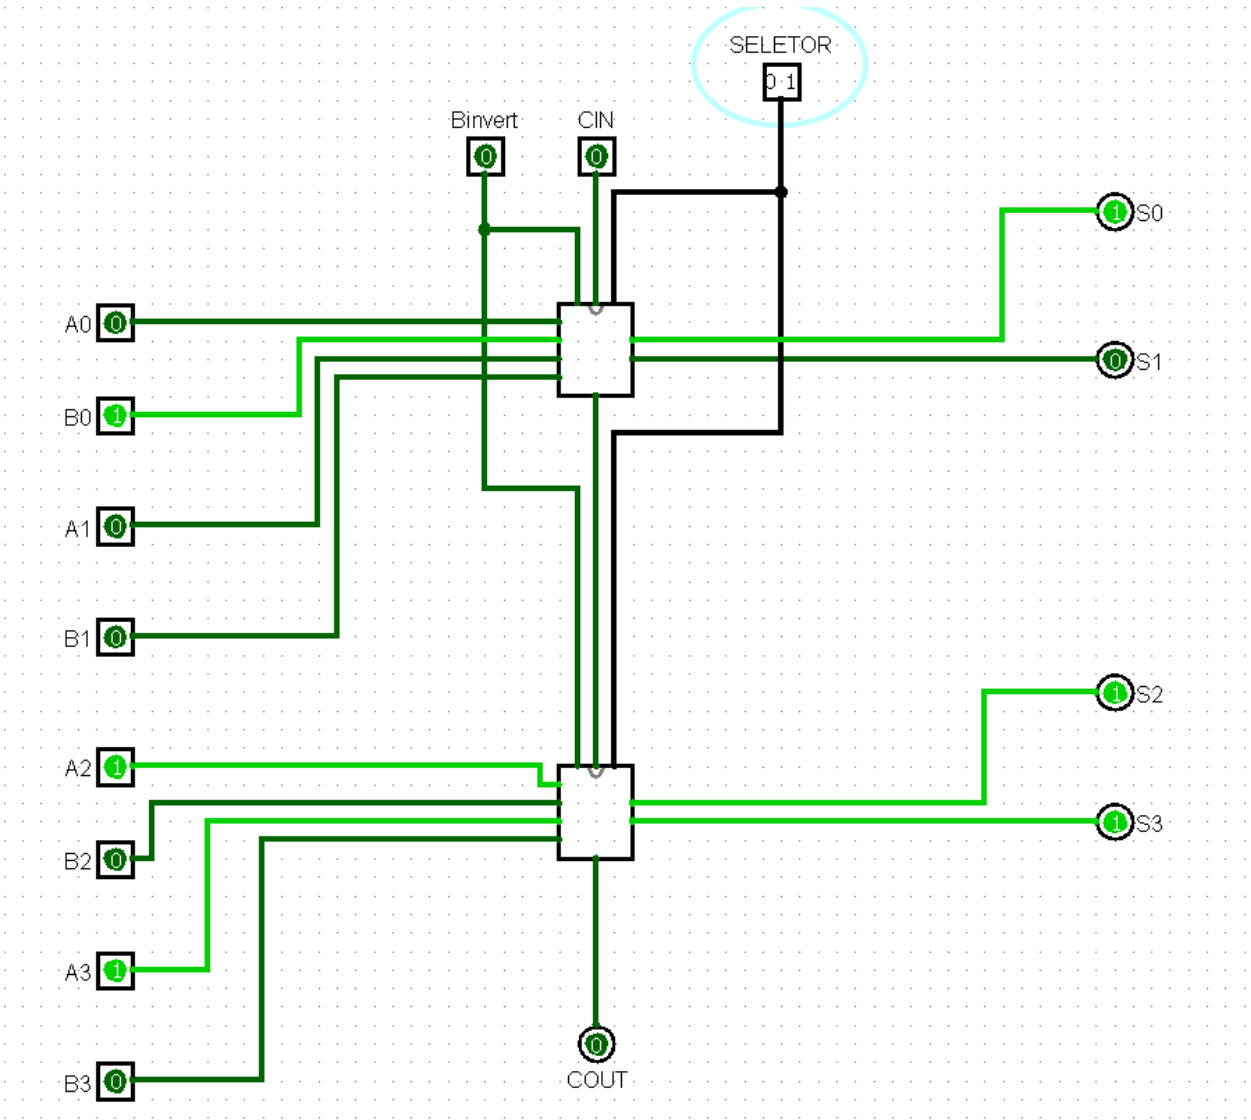 SELETOR
0 1
Binvert
CIN
0
0
1 S0
A0 0
0 S1
B0 1
A1 0
B1 0
1 S2
A2 1
1 S3
B2 0
A3 1
0
COUT
B3 0